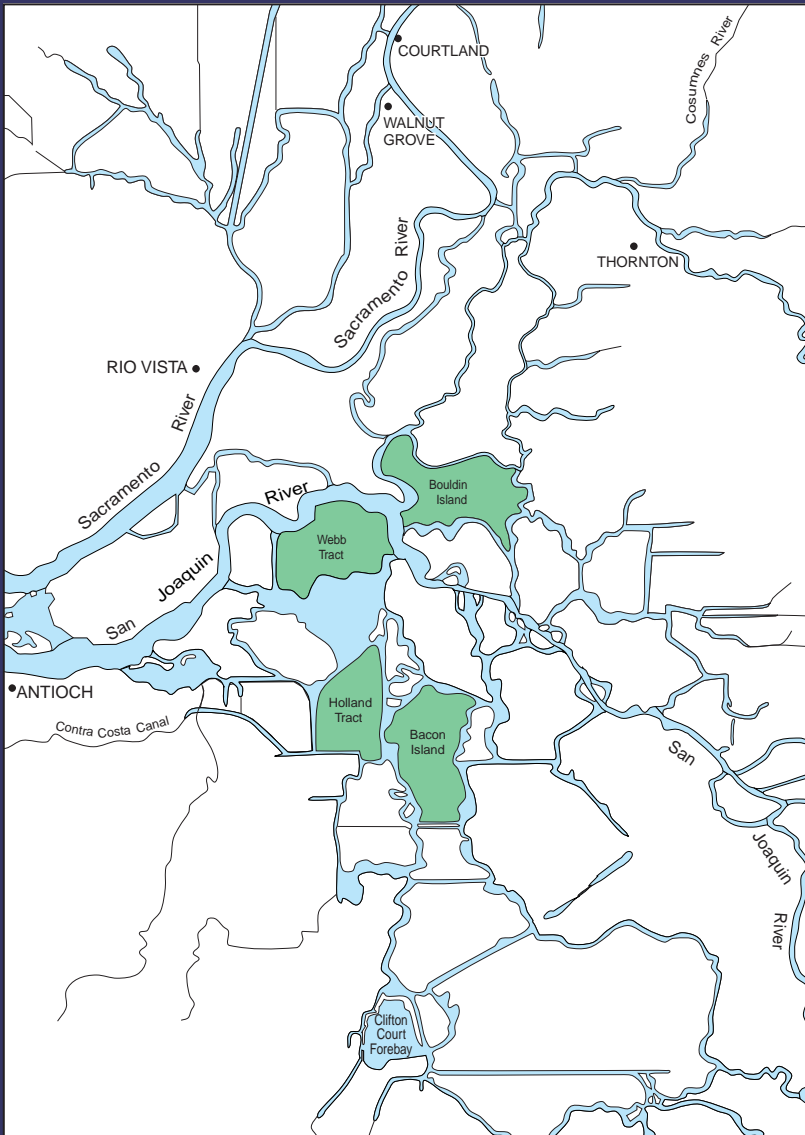 COURTLAND
Cosumnes River
WALNUT
GROVE
THORNTON
Sacramento River
RIO VISTA
Sacramento River
Bouldin
Island
San Joaquin River
Webb
Tract
ANTIOCH
Contra Costa Canal
Holland
Tract
Bacon
Island
San Joaquin River
Clifton
Court
Forebay